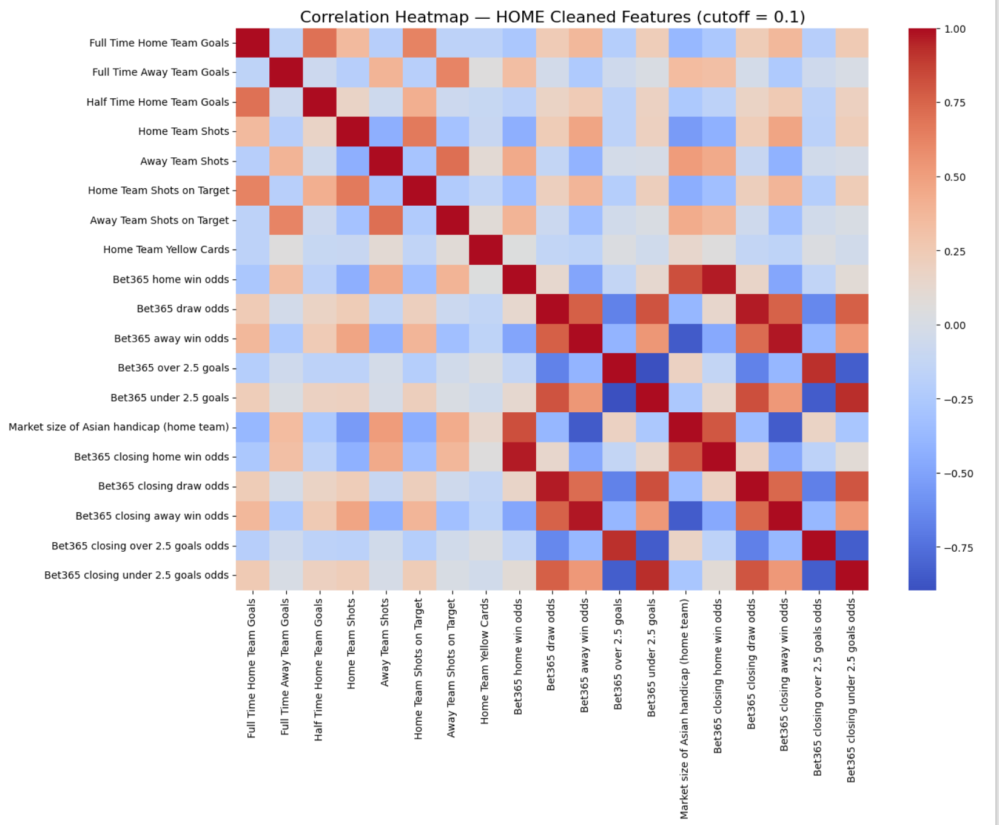 Correlation Heatmap — HOME Cleaned Features (cutoff = 0.1)
Full Time Home Team Goals
Full Time Away Team Goals
Half Time Home Team Goals
Home Team Shots
Away Team Shots
Home Team Shots on Target
Away Team Shots on Target
Home Team Yellow Cards
Bet365 home win odds
Bet365 draw odds
Bet365 away win odds
Bet365 over 2.5 goals
Bet365 under 2.5 goals
Market size of Asian handicap (home team)
Bet365 closing home win odds
Bet365 closing draw odds
Bet365 closing away win odds
Bet365 closing over 2.5 goals odds
Bet365 closing under 2.5 goals odds
Full Time Home Team Goals
Full Time Away Team Goals
Half Time Home Team Goals
Home Team Shots
Away Team Shots
Home Team Shots on Target
Away Team Shots on Target
Home Team Yellow Cards
Bet365 home win odds
Bet365 draw odds
Bet365 away win odds
Bet365 over 2.5 goals
Bet365 under 2.5 goals
Market size of Asian handicap (home team)
Bet365 closing home win odds
Bet365 closing draw odds
Bet365 closing away win odds
Bet365 closing over 2.5 goals odds
Bet365 closing under 2.5 goals odds
1.00
0.75
0.50
0.25
0.00
−0.25
−0.50
−0.75